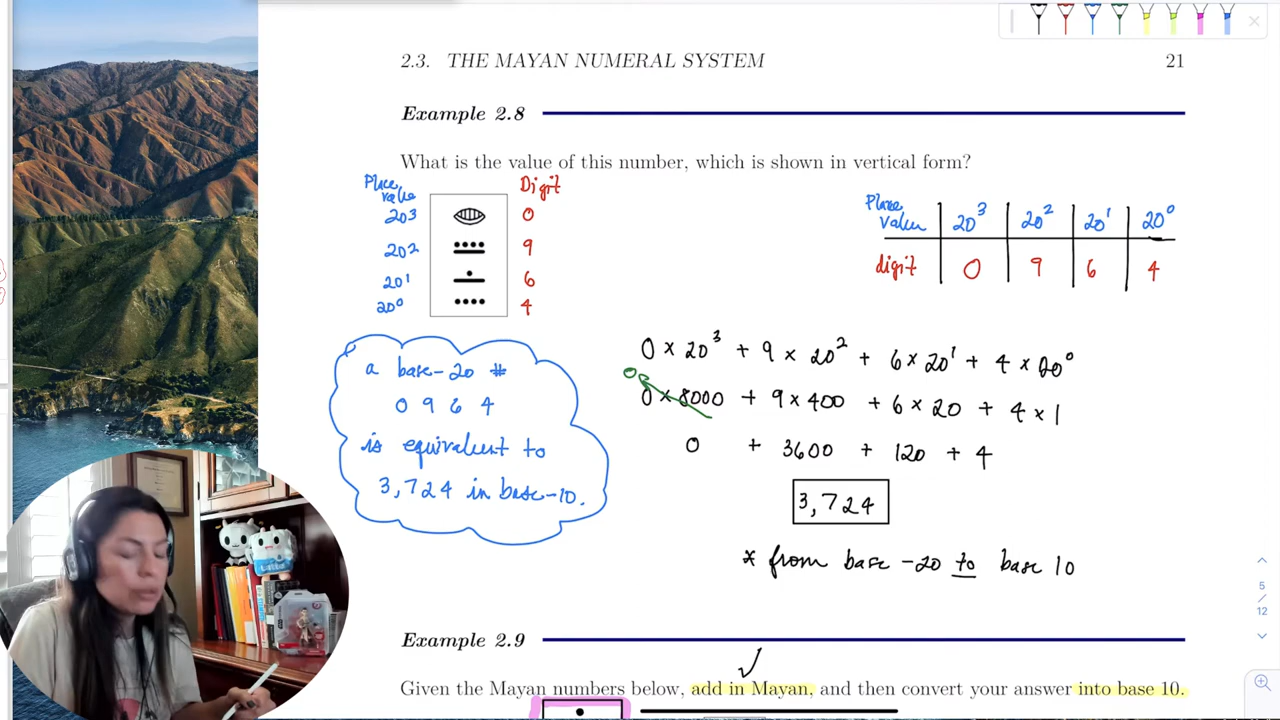 2.3. THE MAYAN NUMERAL SYSTEM 21
Example 2.8
What is the value of this number, which is shown in vertical form?
Place value Digit
20³ 0
20² 9
20¹ 6
20⁰ 4
Place value 20³ 20² 20¹ 20⁰
digit 0 9 6 4
0 × 20³ + 9 × 20² + 6 × 20¹ + 4 × 20⁰
0
0 × 8000 + 9 × 400 + 6 × 20 + 4 × 1
0 + 3600 + 120 + 4
3,724
* from base -20 to base 10
a base-20 #
0 9 6 4
is equivalent to
3,724 in base-10.
Example 2.9
Given the Mayan numbers below, add in Mayan, and then convert your answer into base 10.
5
/
12